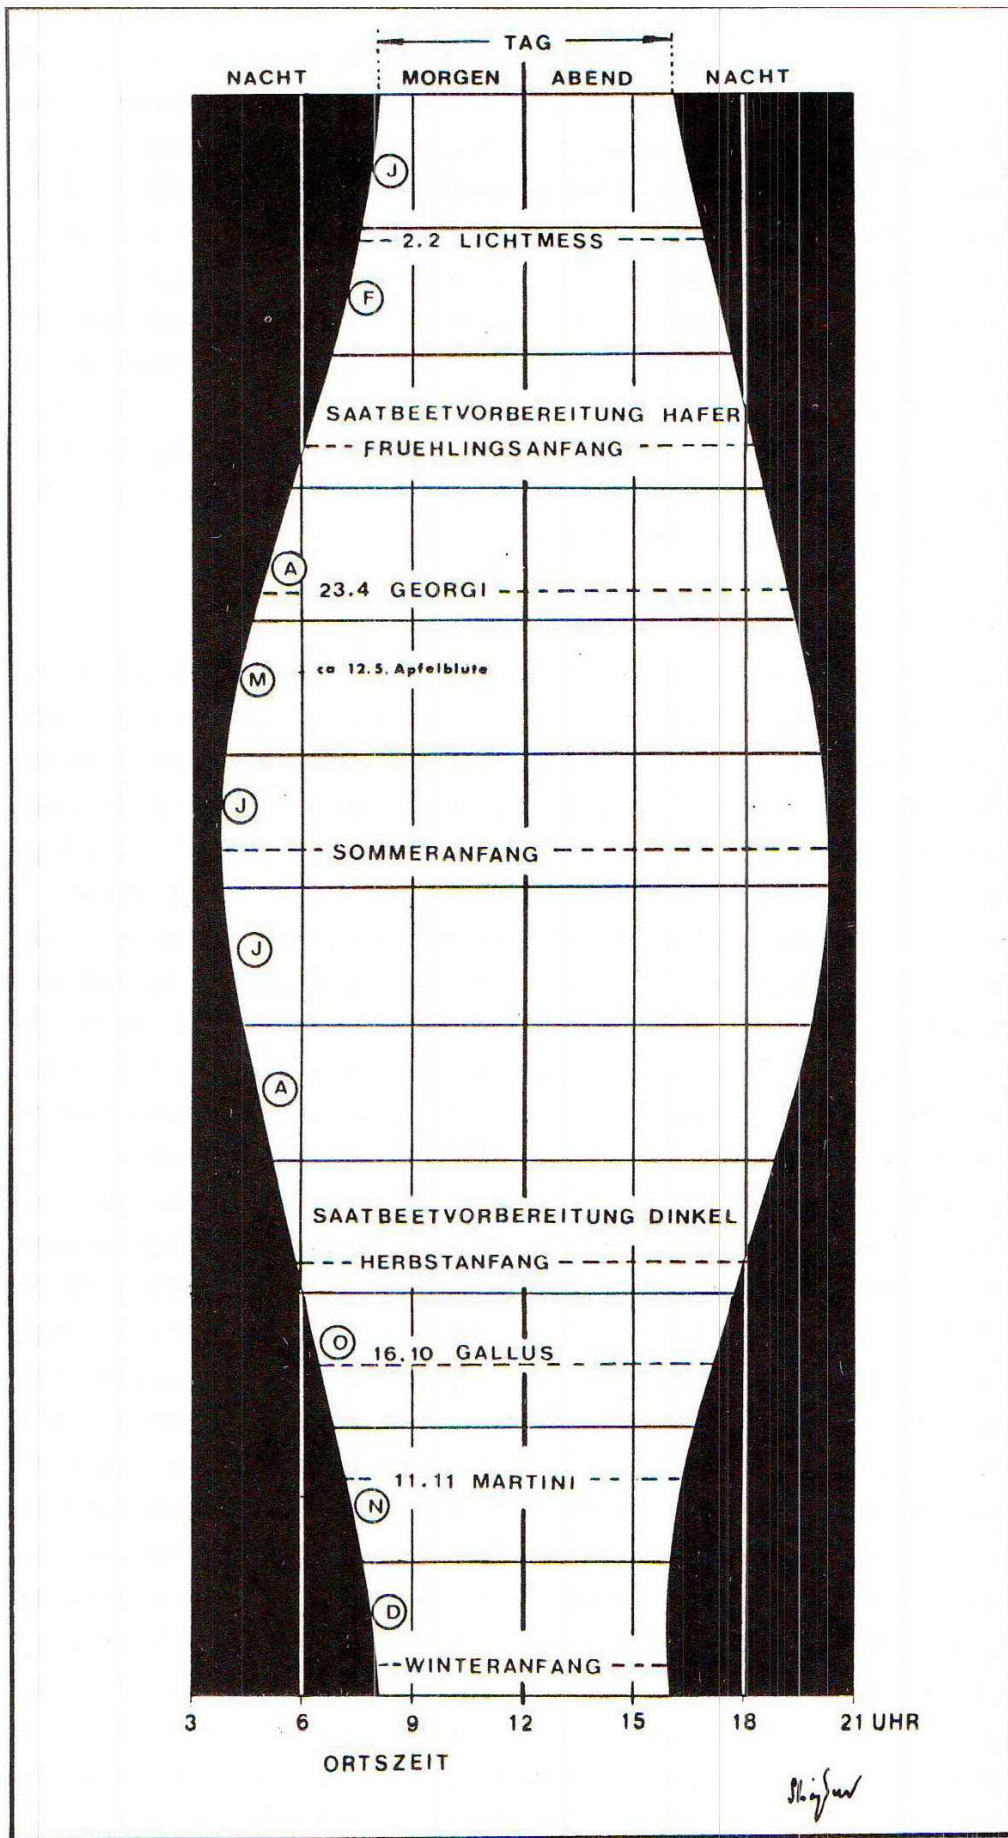 TAG
NACHT MORGEN ABEND NACHT
J
2.2 LICHTMESS
F
SAATBEETVORBEREITUNG HAFER
FRUEHLINGSANFANG
A
23.4 GEORGI
M ca 12.5. Apfelblute
J
SOMMERANFANG
J
A
SAATBEETVORBEREITUNG DINKEL
HERBSTANFANG
O
16.10 GALLUS
11.11 MARTINI
N
D
WINTERANFANG
3 6 9 12 15 18 21 UHR
ORTSZEIT